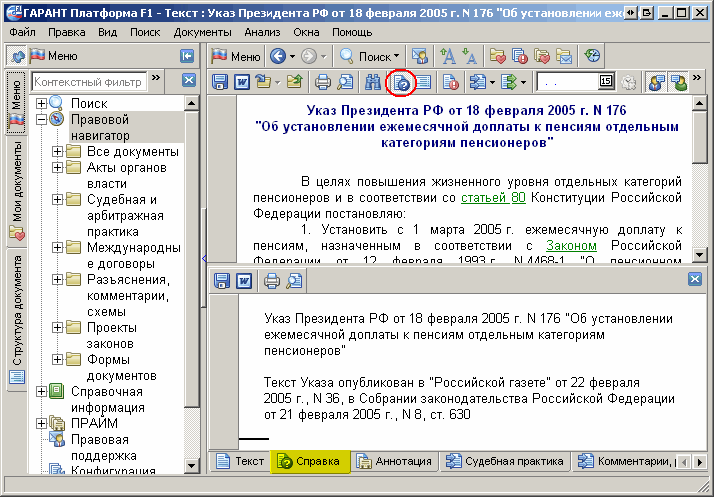 ГАРАНТ Платформа F1 - Текст : Указ Президента РФ от 18 февраля 2005 г. N 176 "Об установлении ежем
Файл Правка Вид Поиск Документы Анализ Окна Помощь
Меню
Меню
Поиск
Контекстный фильтр
. .
15
Меню
Мои документы
Структура документа
Поиск
Правовой
навигатор
Все документы
Акты органов
власти
Судебная и
арбитражная
практика
Международны
е договоры
Разъяснения,
комментарии,
схемы
Проекты
законов
Формы
документов
Справочная
информация
ПРАЙМ
Правовая
поддержка
Конфигурация
Указ Президента РФ от 18 февраля 2005 г. N 176
"Об установлении ежемесячной доплаты к пенсиям отдельным
категориям пенсионеров"
В целях повышения жизненного уровня отдельных категорий
пенсионеров и в соответствии со статьей 80 Конституции Российской
Федерации постановляю:
1. Установить с 1 марта 2005 г. ежемесячную доплату к
пенсиям, назначенным в соответствии с Законом Российской
Федерации от 12 февраля 1993 г. N 4468-1 "О пенсионном
Указ Президента РФ от 18 февраля 2005 г. N 176 "Об установлении
ежемесячной доплаты к пенсиям отдельным категориям
пенсионеров"
Текст Указа опубликован в "Российской газете" от 22 февраля
2005 г., N 36, в Собрании законодательства Российской Федерации
от 21 февраля 2005 г., N 8, ст. 630
Текст Справка Аннотация Судебная практика Комментарии,